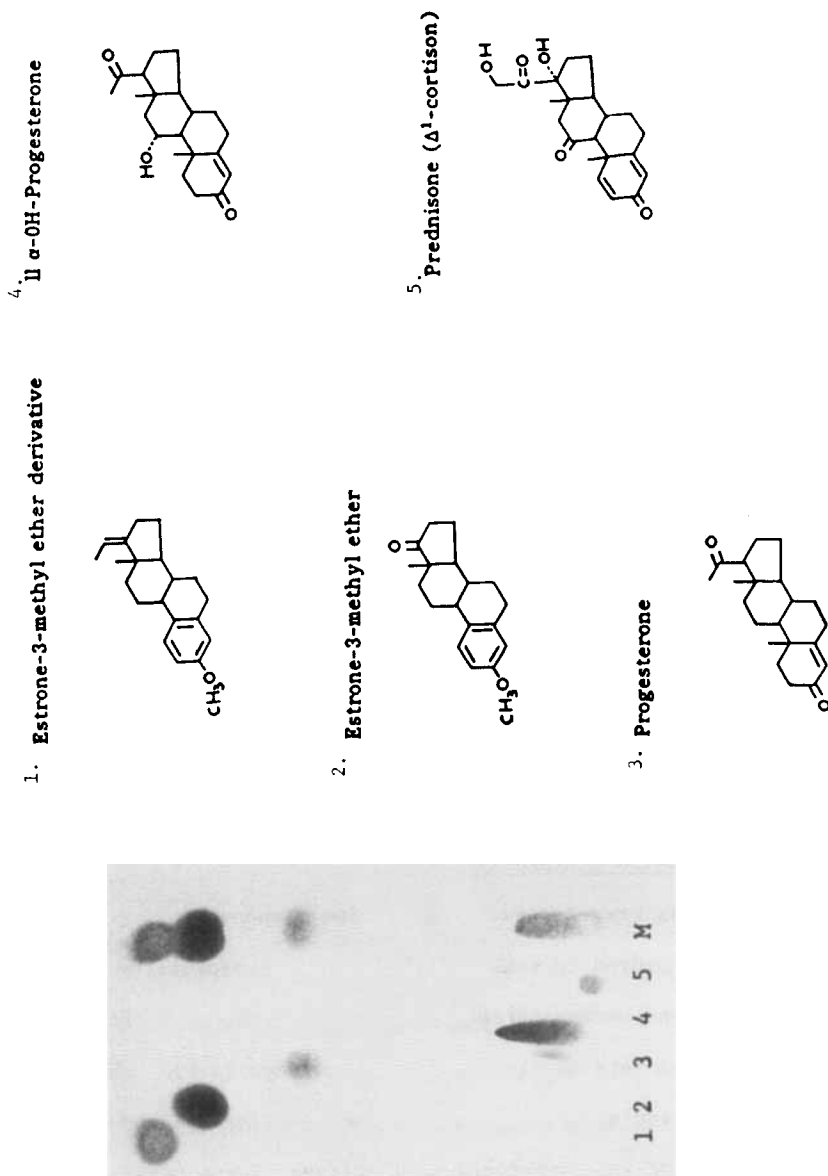 1 2 3 4 5 M
1. Estrone-3-methyl ether derivative
CH₃O
2. Estrone-3-methyl ether
O
CH₃O
3. Progesterone
O
O
4. 11 α-OH-Progesterone
O
HO
O
5. Prednisone (Δ¹-cortison)
OH
C=O
OH
O
O